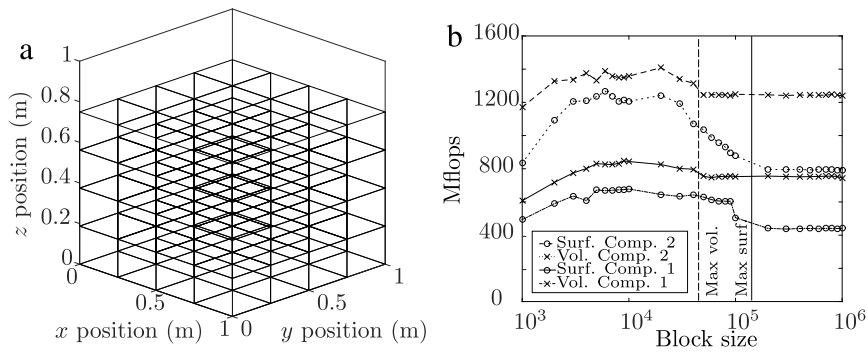 a
1
0.8
0.6
0.4
0.2
0
z position (m)
0
0.5
1
x position (m)
0
0.5
1
y position (m)
b
1600
1200
800
400
0
Mflops
Surf. Comp. 2
Vol. Comp. 2
Surf. Comp. 1
Vol. Comp. 1
Max vol.
Max surf
10^3
10^4
10^5
10^6
Block size